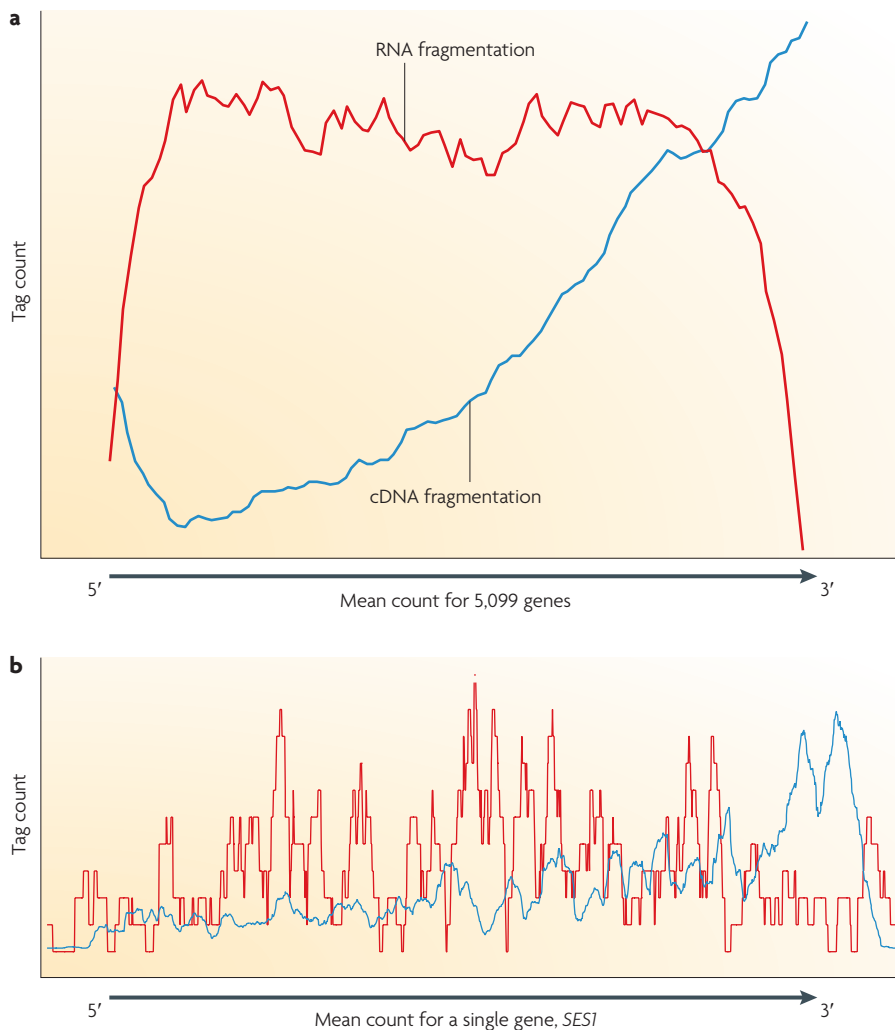 a
RNA fragmentation
Tag count
cDNA fragmentation
5′
3′
Mean count for 5,099 genes
b
Tag count
5′
3′
Mean count for a single gene, SES1